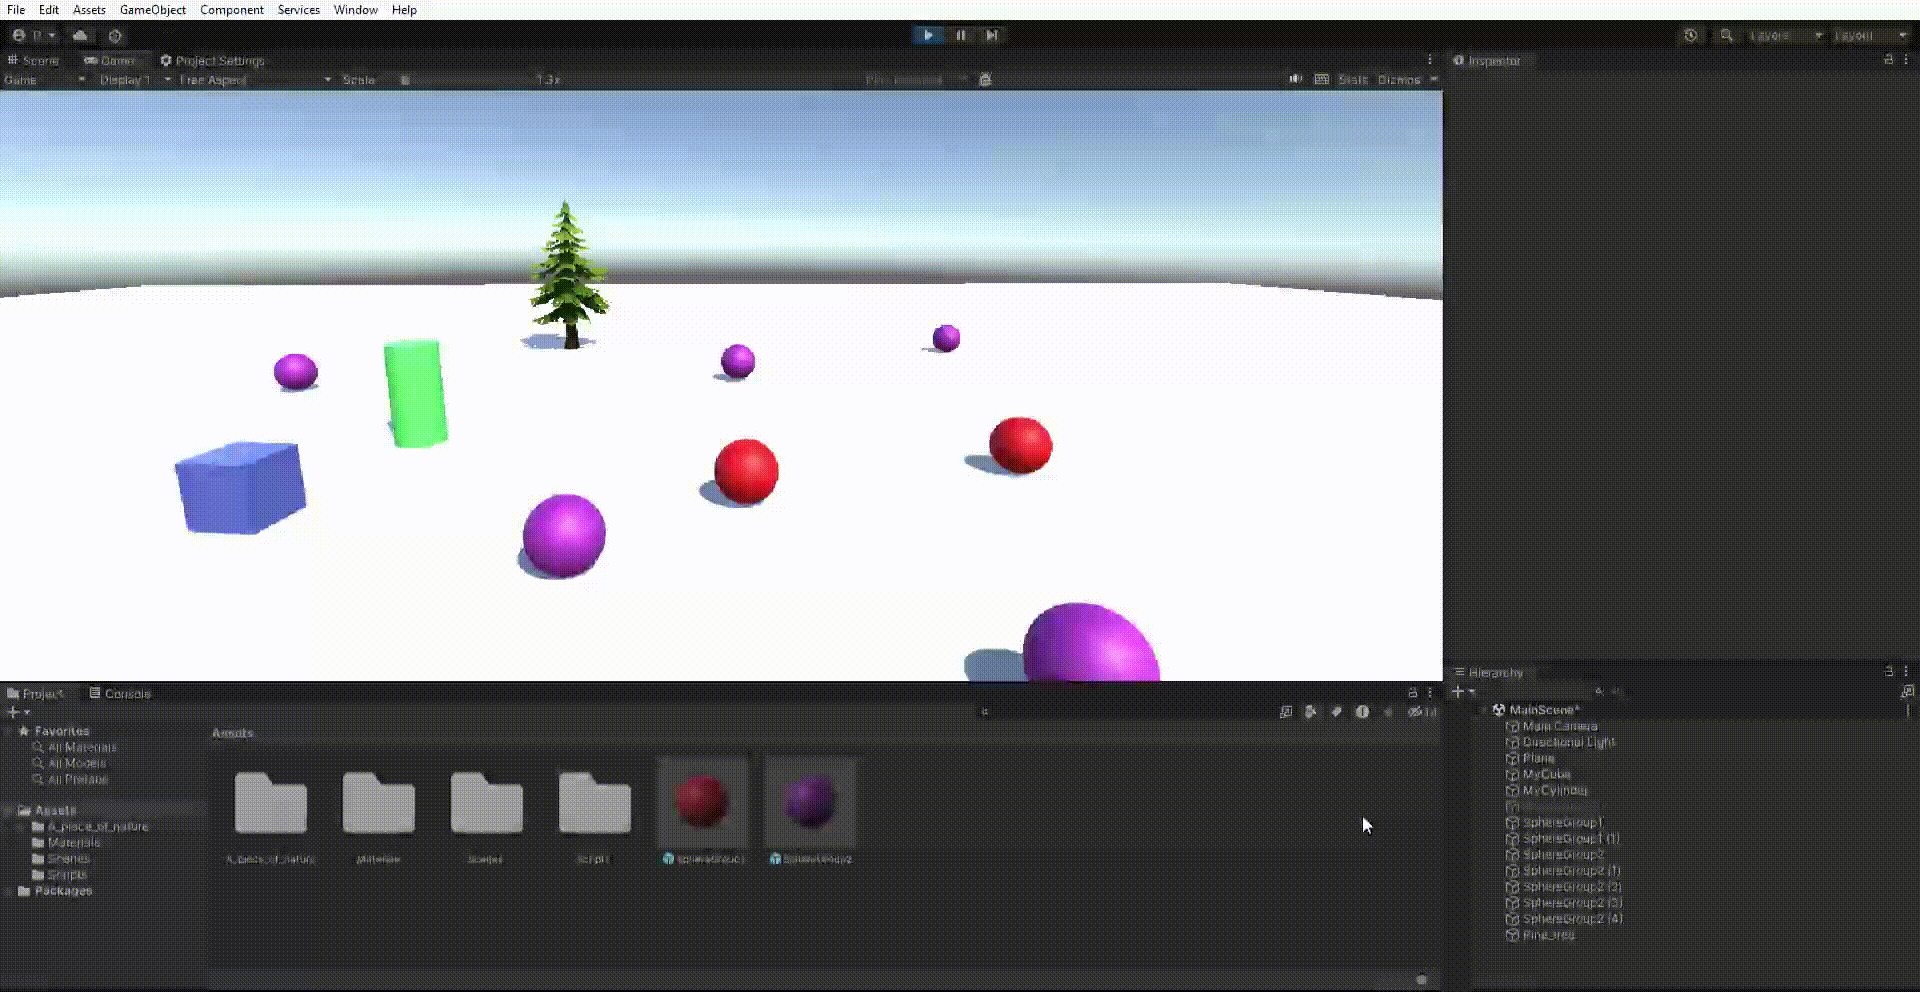 File Edit Assets GameObject Component Services Window Help
Scene Game Project Settings
Game Display 1 Free Aspect Scale 1.3x
Stats Gizmos
Layers Layout
Inspector
Project Console
Favorites
All Materials
All Models
All Prefabs
Assets
A_piece_of_nature
Materials
Scenes
Scripts
Packages
Assets
A_piece_of_nature Materials Scenes Scripts SphereGroup1 SphereGroup2
Hierarchy
MainScene*
Main Camera
Directional Light
Plane
MyCube
MyCylinder
SphereGroup1
SphereGroup1 (1)
SphereGroup2
SphereGroup2 (1)
SphereGroup2 (2)
SphereGroup2 (3)
SphereGroup2 (4)
Pine_tree